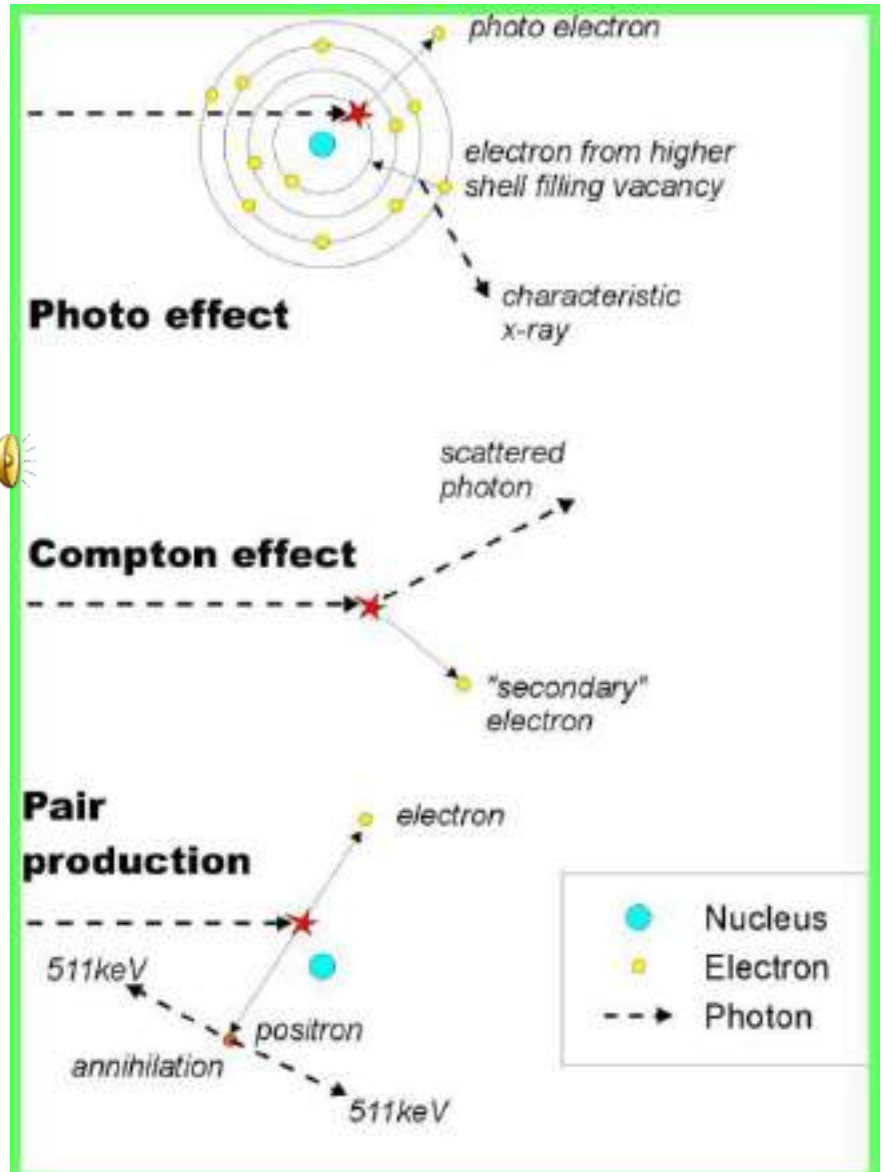 photo electron
electron from higher
shell filling vacancy
characteristic
x-ray
Photo effect
scattered
photon
Compton effect
"secondary"
electron
Pair
production
electron
511keV
positron
annihilation
511keV
Nucleus
Electron
Photon